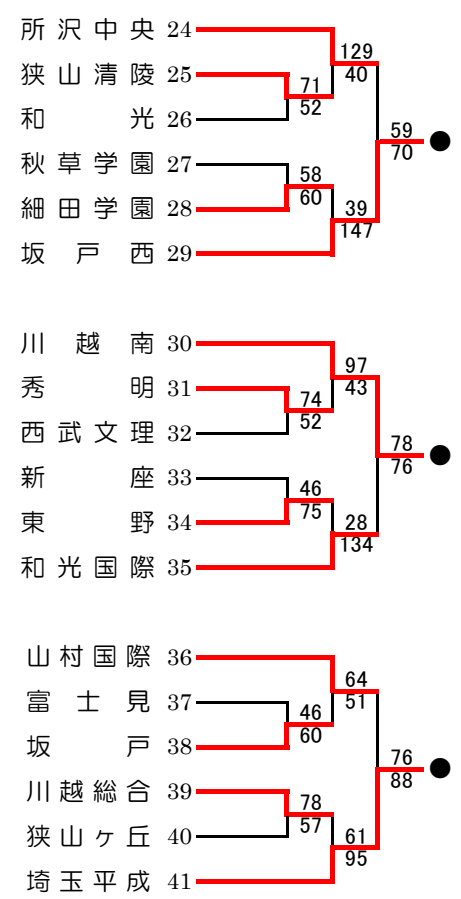 所沢中央 24
129
40
狭山清陵 25
71
52
和光 26
59
70
秋草学園 27
58
60
細田学園 28
39
147
坂戸西 29
川越南 30
97
43
秀明 31
74
52
西武文理 32
78
76
新座 33
46
75
東野 34
28
134
和光国際 35
山村国際 36
64
51
富士見 37
46
60
坂戸 38
76
88
川越総合 39
78
57
狭山ヶ丘 40
61
95
埼玉平成 41